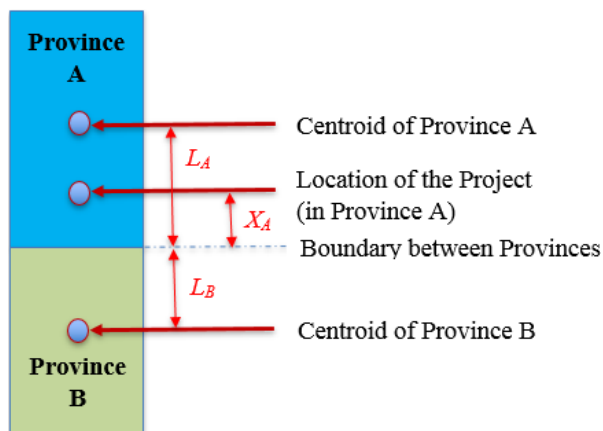 Province
A
Centroid of Province A
L_A
Location of the Project
(in Province A)
X_A
Boundary between Provinces
L_B
Centroid of Province B
Province
B